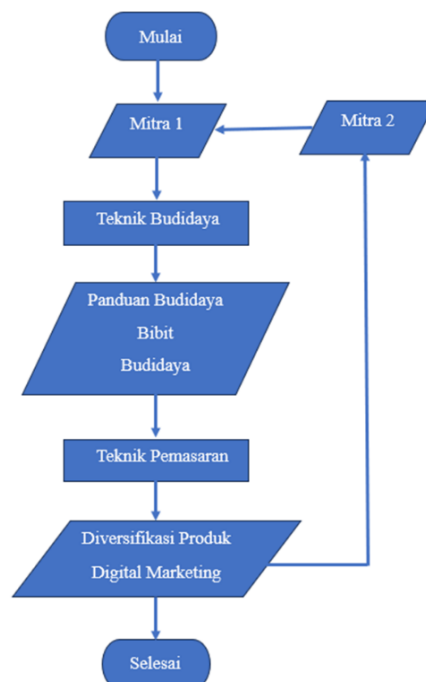 Mulai
Mitra 1
Mitra 2
Teknik Budidaya
Panduan Budidaya
Bibit
Budidaya
Teknik Pemasaran
Diversifikasi Produk
Digital Marketing
Selesai